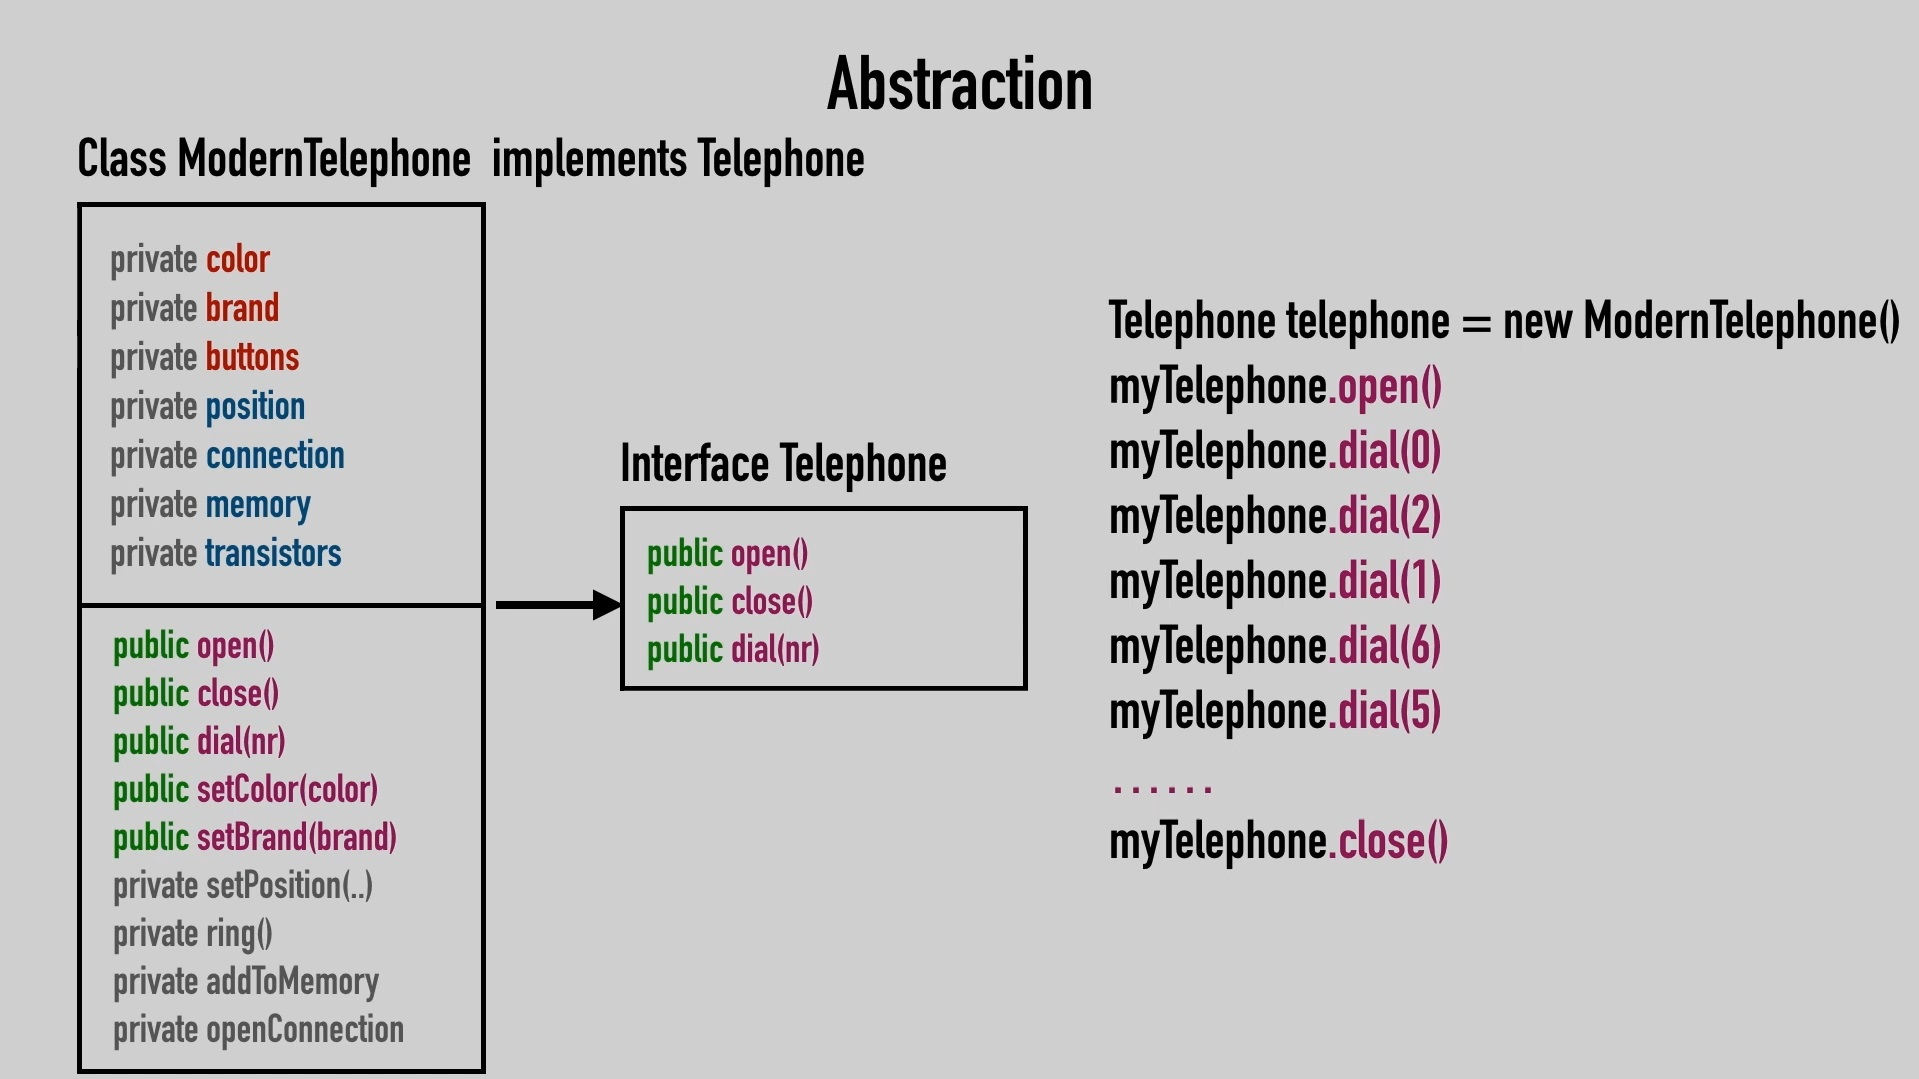 Abstraction
Class ModernTelephone implements Telephone
private color
private brand
private buttons
private position
private connection
private memory
private transistors
public open()
public close()
public dial(nr)
public setColor(color)
public setBrand(brand)
private setPosition(..)
private ring()
private addToMemory
private openConnection
Interface Telephone
public open()
public close()
public dial(nr)
Telephone telephone = new ModernTelephone()
myTelephone.open()
myTelephone.dial(0)
myTelephone.dial(2)
myTelephone.dial(1)
myTelephone.dial(6)
myTelephone.dial(5)
......
myTelephone.close()